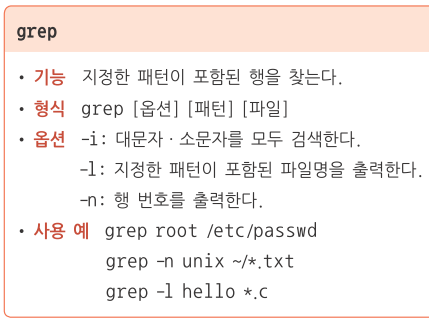 grep
• 기능 지정한 패턴이 포함된 행을 찾는다.
• 형식 grep [옵션] [패턴] [파일]
• 옵션 -i: 대문자 · 소문자를 모두 검색한다.
-l: 지정한 패턴이 포함된 파일명을 출력한다.
-n: 행 번호를 출력한다.
• 사용 예 grep root /etc/passwd
grep -n unix ~/*.txt
grep -l hello *.c